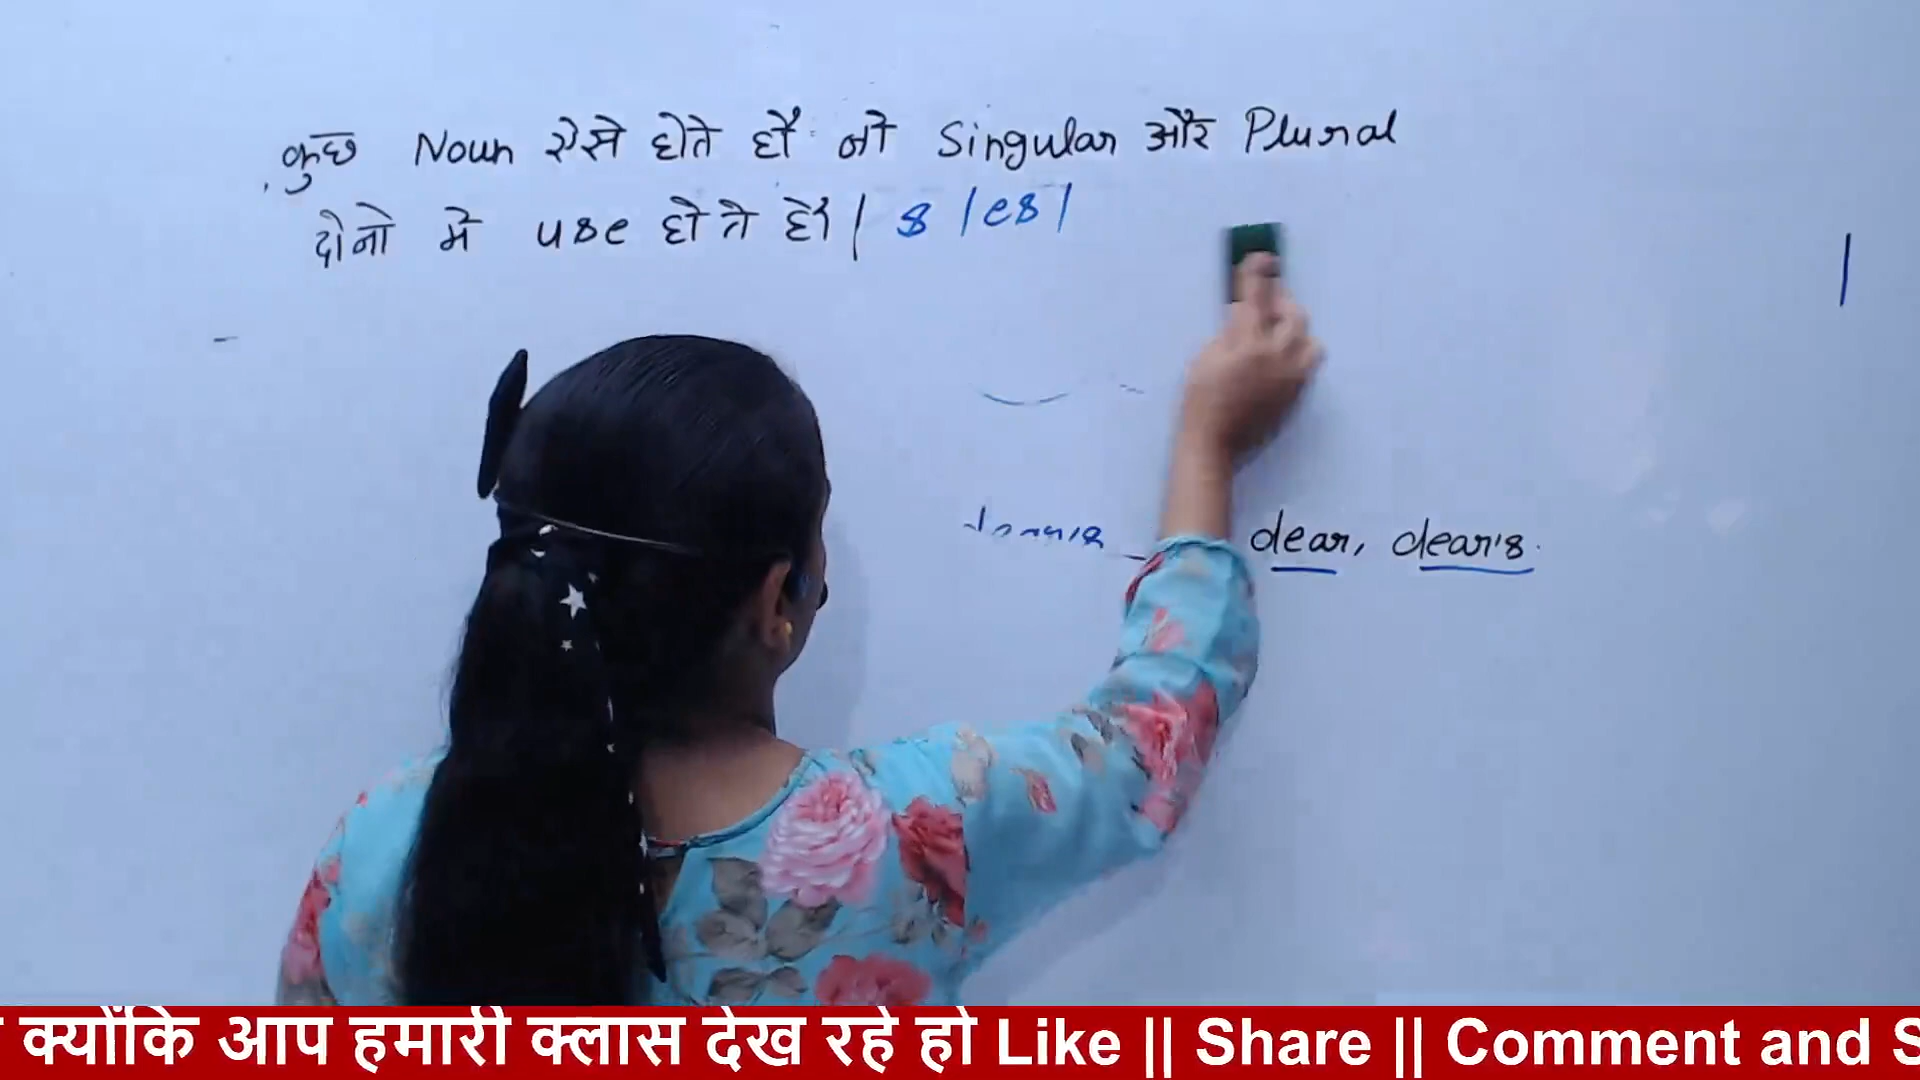 कुछ Noun ऐसे होते हैं जो Singular और Plural
दोनो मे use होते है। s/es/
dear, dear's.
क्योंकि आप हमारी क्लास देख रहे हो Like || Share || Comment and S